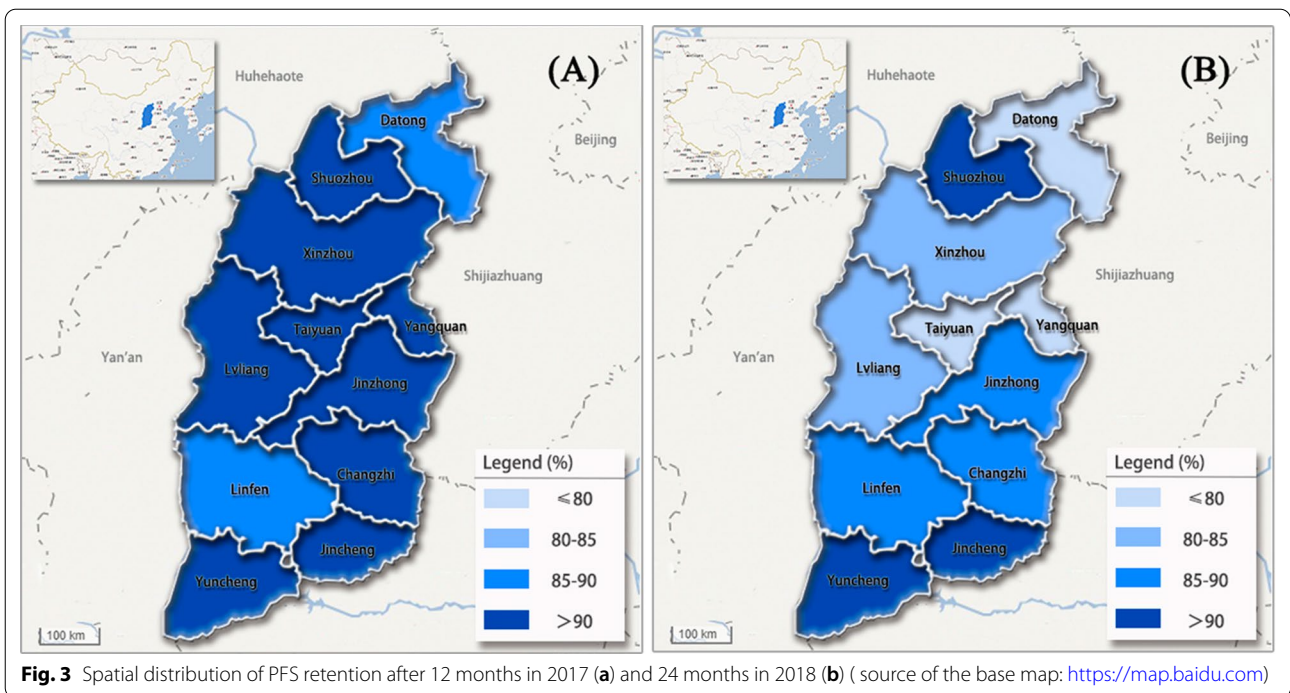 (A)
Huhehaote
Beijing
Datong
Shuozhou
Xinzhou
Shijiazhuang
Taiyuan
Yangquan
Yan'an
Lvliang
Jinzhong
Changzhi
Linfen
Jincheng
Yuncheng
Legend (%)
⩽80
80-85
85-90
>90
100 km
(B)
Huhehaote
Beijing
Datong
Shuozhou
Xinzhou
Shijiazhuang
Taiyuan
Yangquan
Yan'an
Lvliang
Jinzhong
Changzhi
Linfen
Jincheng
Yuncheng
Legend (%)
⩽80
80-85
85-90
>90
100 km
Fig. 3 Spatial distribution of PFS retention after 12 months in 2017 (a) and 24 months in 2018 (b) ( source of the base map: https://map.baidu.com)